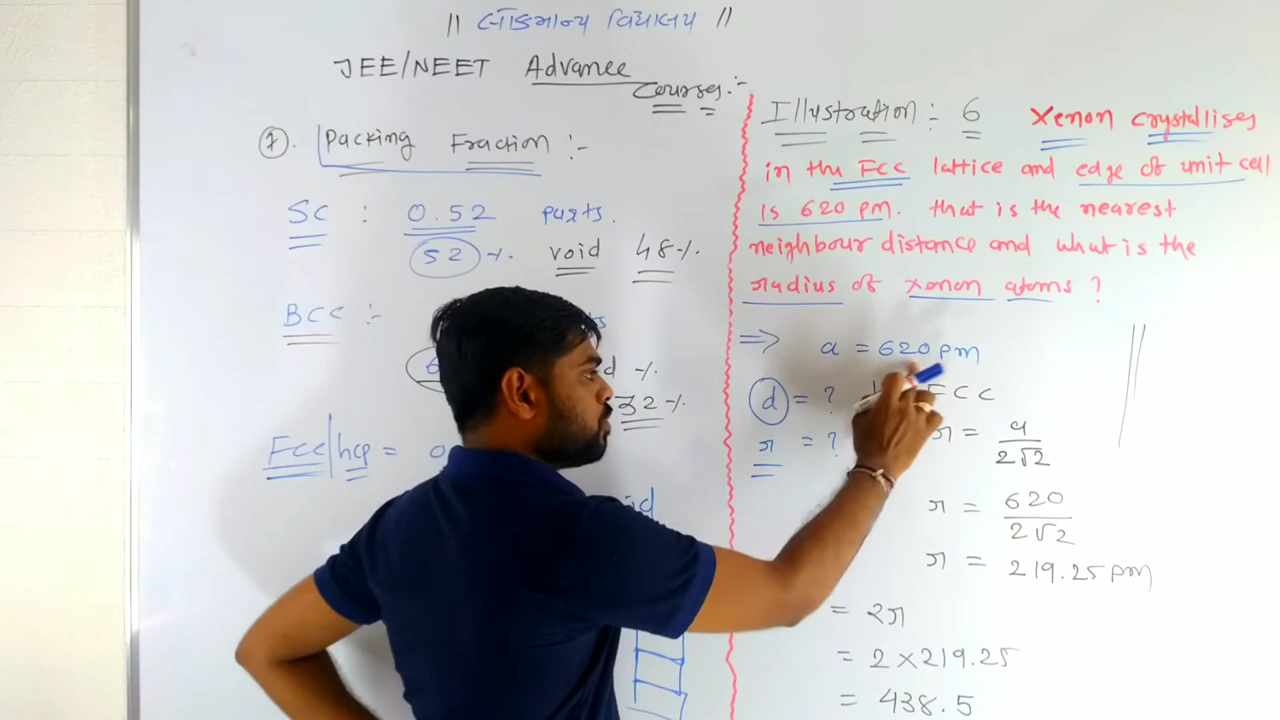 || લોકમાન્ય વિદ્યાલય ||
JEE/NEET Advance
Courses:-
7. Packing Fraction :-
SC : 0.52 parts.
52 %. void 48 %.
BCC :-
%.
32 %.
Fcc|hcp = 0
Illustration :- 6 Xenon crystallises
in the FCC lattice and edge of unit cell
is 620 pm. that is the nearest
neighbour distance and what is the
radius of xenon atoms ?
=> a = 620 pm
d = ? FCC
r = ? r = a/2√2
r = 620/2√2
r = 219.25 pm
= 2r
= 2 × 219.25
= 438.5